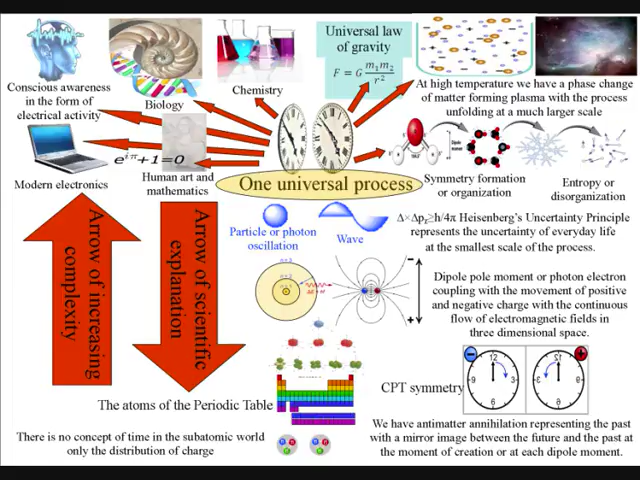 Universal law
of gravity
F = G m₁m₂ / r²
Conscious awareness
in the form of
electrical activity
Biology
Chemistry
At high temperature we have a phase change
of matter forming plasma with the process
unfolding at a much larger scale
e^iπ+1=0
Modern electronics
Human art and
mathematics
One universal process
Symmetry formation
or organization
Entropy or
disorganization
Particle or photon
oscillation
Wave
Δ×Δpₓ≥h/4π Heisenberg's Uncertainty Principle
represents the uncertainty of everyday life
at the smallest scale of the process.
Arrow of increasing
complexity
Arrow of scientific
explanation
Dipole pole moment or photon electron
coupling with the movement of positive
and negative charge with the continuous
flow of electromagnetic fields in
three dimensional space.
CPT symmetry
12
3
6
9
12
3
6
9
The atoms of the Periodic Table
There is no concept of time in the subatomic world
only the distribution of charge
We have antimatter annihilation representing the past
with a mirror image between the future and the past at
the moment of creation or at each dipole moment.